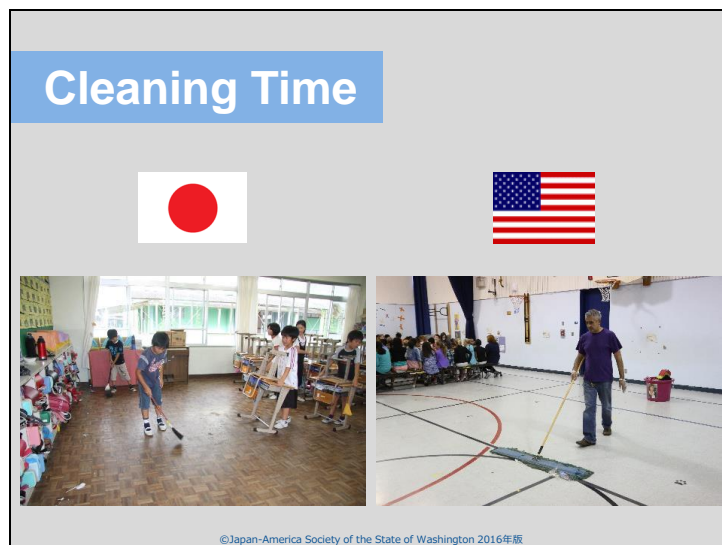 Cleaning Time
©Japan-America Society of the State of Washington 2016年版